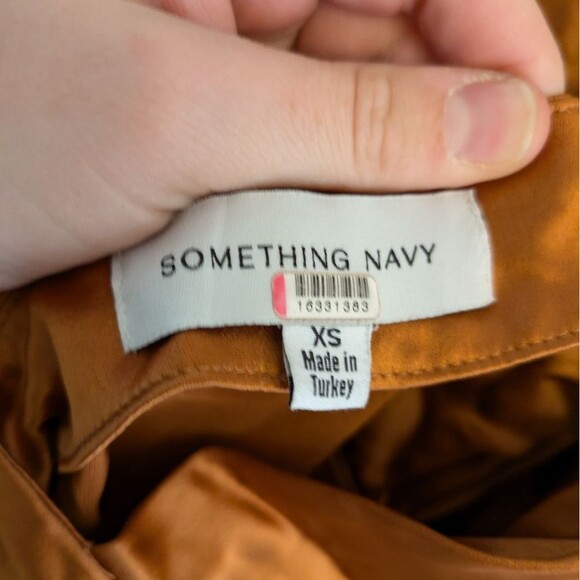 SOMETHING NAVY
16331383
XS
Made in
Turkey